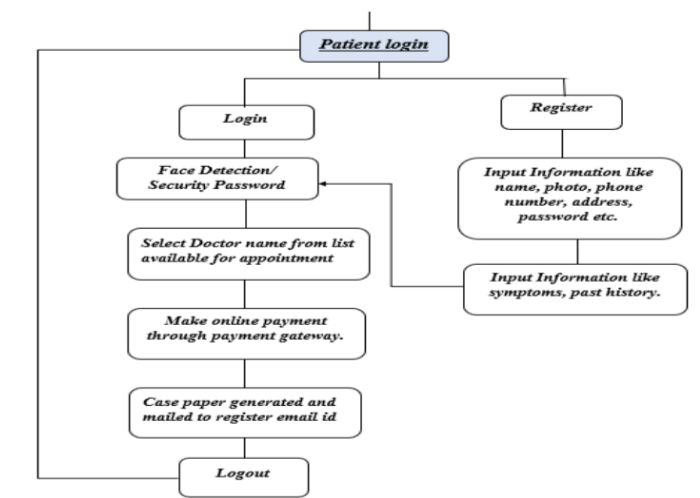 Patient login
Login
Register
Face Detection/
Security Password
Input Information like
name, photo, phone
number, address,
password etc.
Select Doctor name from list
available for appointment
Input Information like
symptoms, past history.
Make online payment
through payment gateway.
Case paper generated and
mailed to register email id
Logout